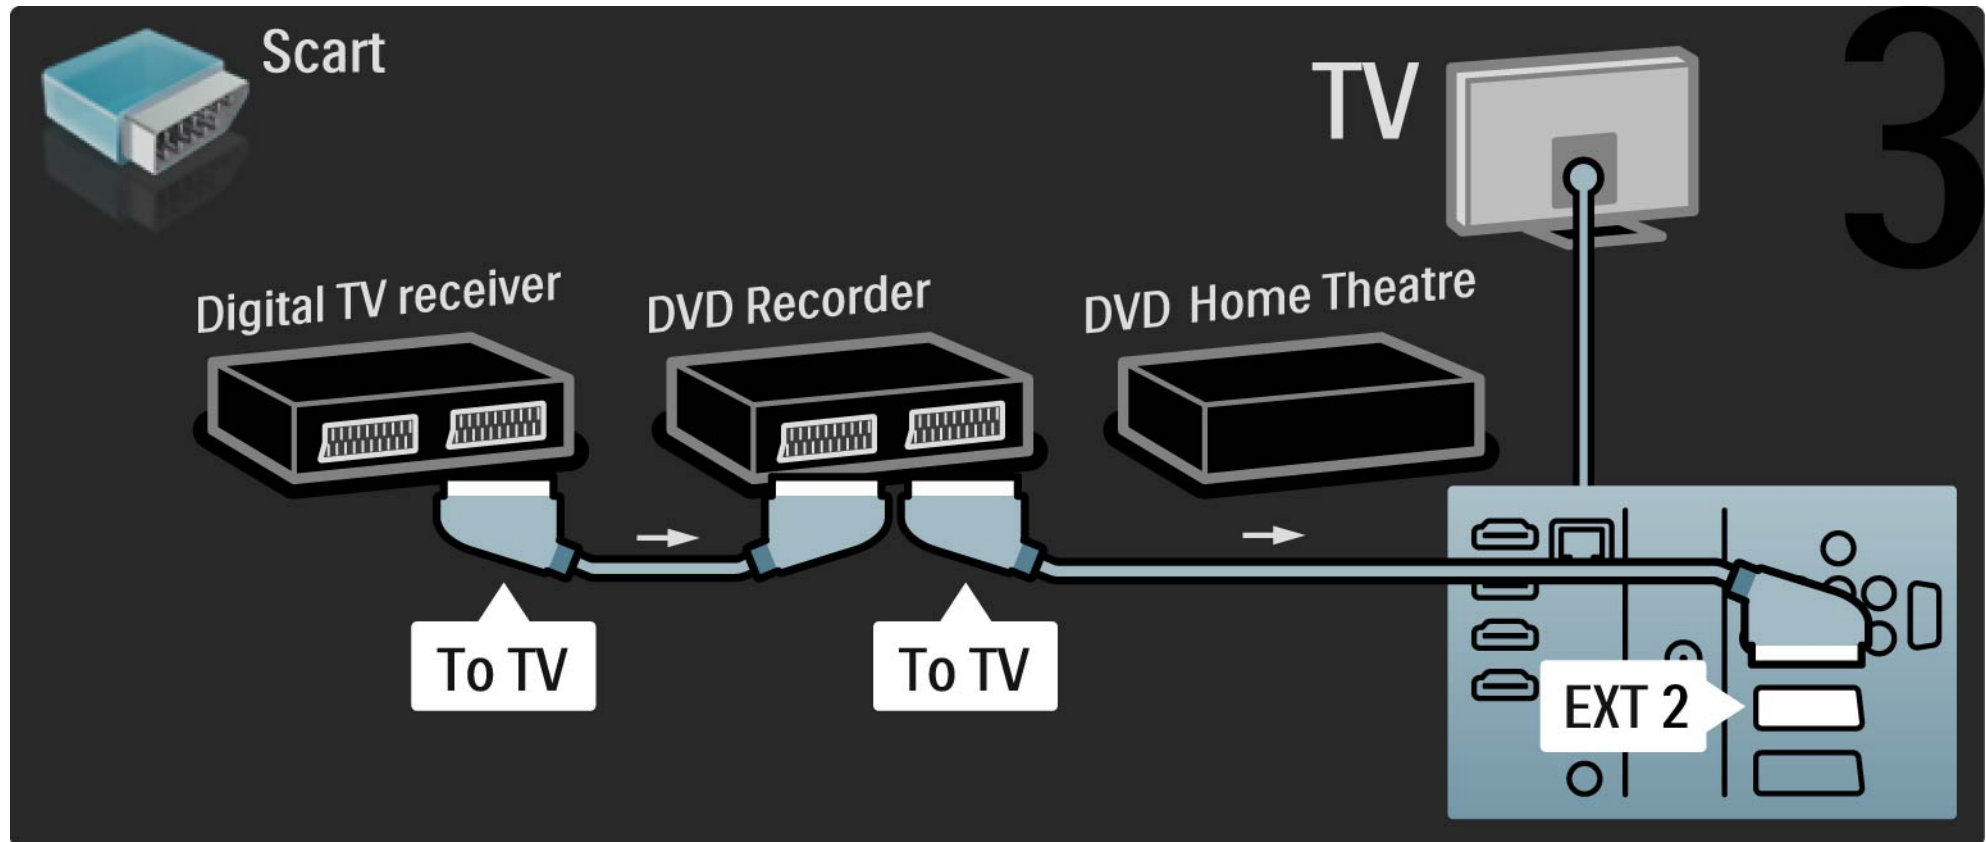 Scart
TV
3
Digital TV receiver
DVD Recorder
DVD Home Theatre
To TV
To TV
EXT 2